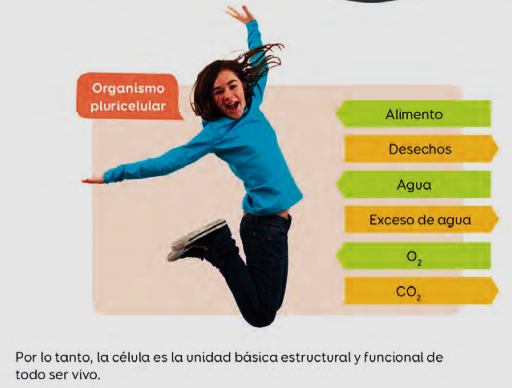 Organismo
pluricelular
Alimento
Desechos
Agua
Exceso de agua
O₂
CO₂
Por lo tanto, la célula es la unidad básica estructural y funcional de
todo ser vivo.